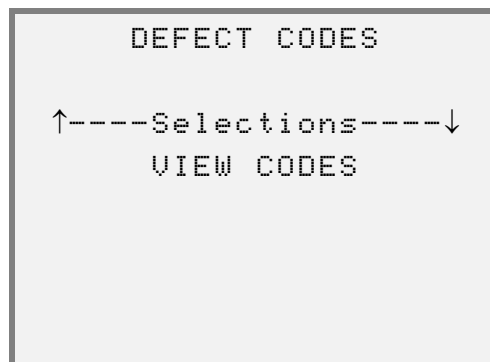 DEFECT CODES
↑----Selections----↓
VIEW CODES